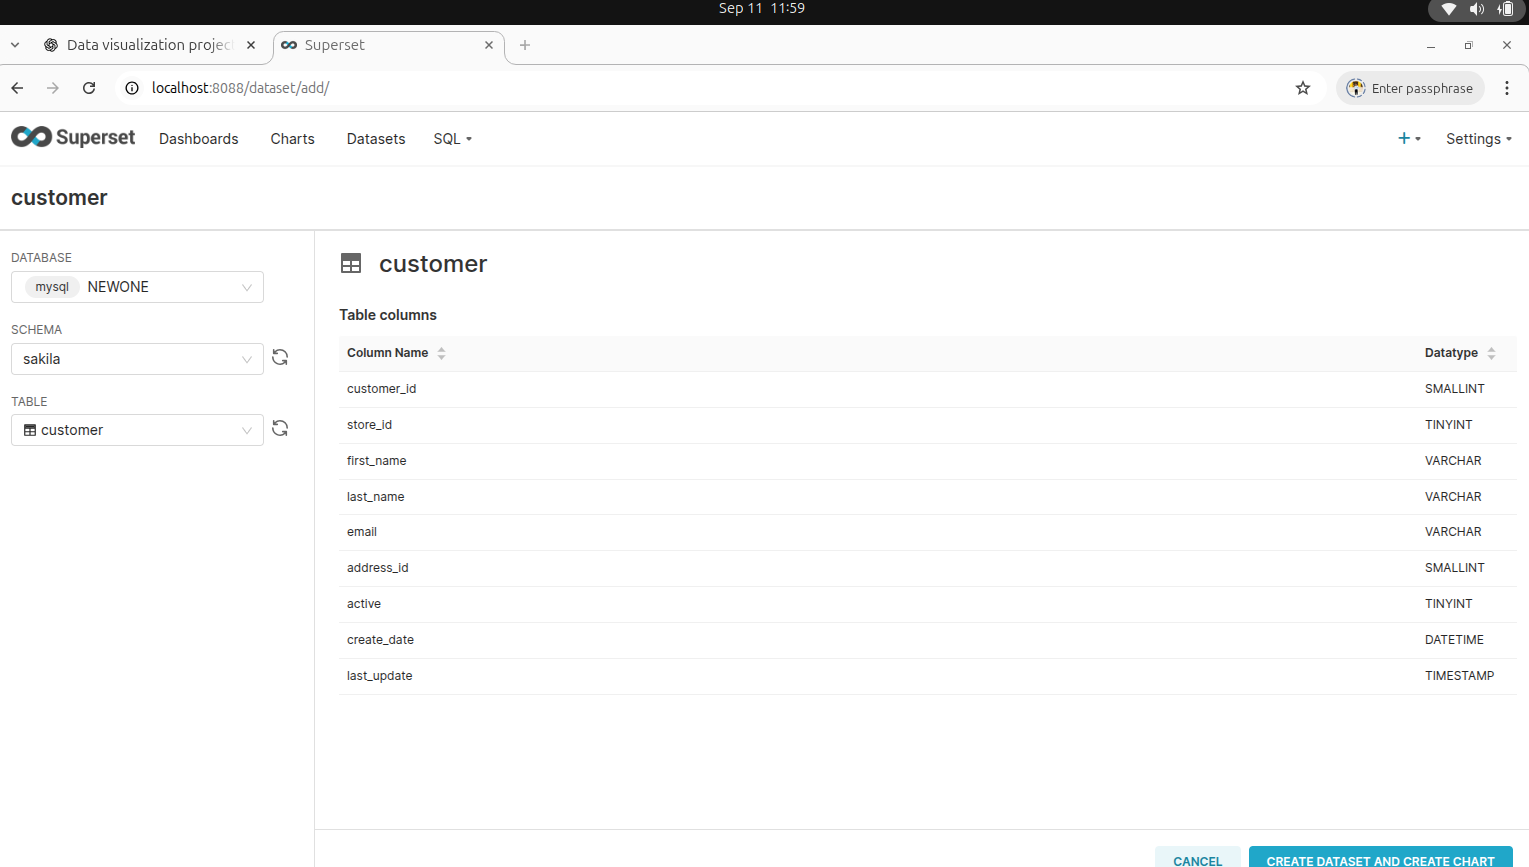 Sep 11 11:59
Data visualization projec
Superset
localhost:8088/dataset/add/
Enter passphrase
Superset
Dashboards
Charts
Datasets
SQL
+
Settings
customer
DATABASE
mysql NEWONE
SCHEMA
sakila
TABLE
customer
customer
Table columns
Column Name Datatype
customer_id SMALLINT
store_id TINYINT
first_name VARCHAR
last_name VARCHAR
email VARCHAR
address_id SMALLINT
active TINYINT
create_date DATETIME
last_update TIMESTAMP
CANCEL
CREATE DATASET AND CREATE CHART